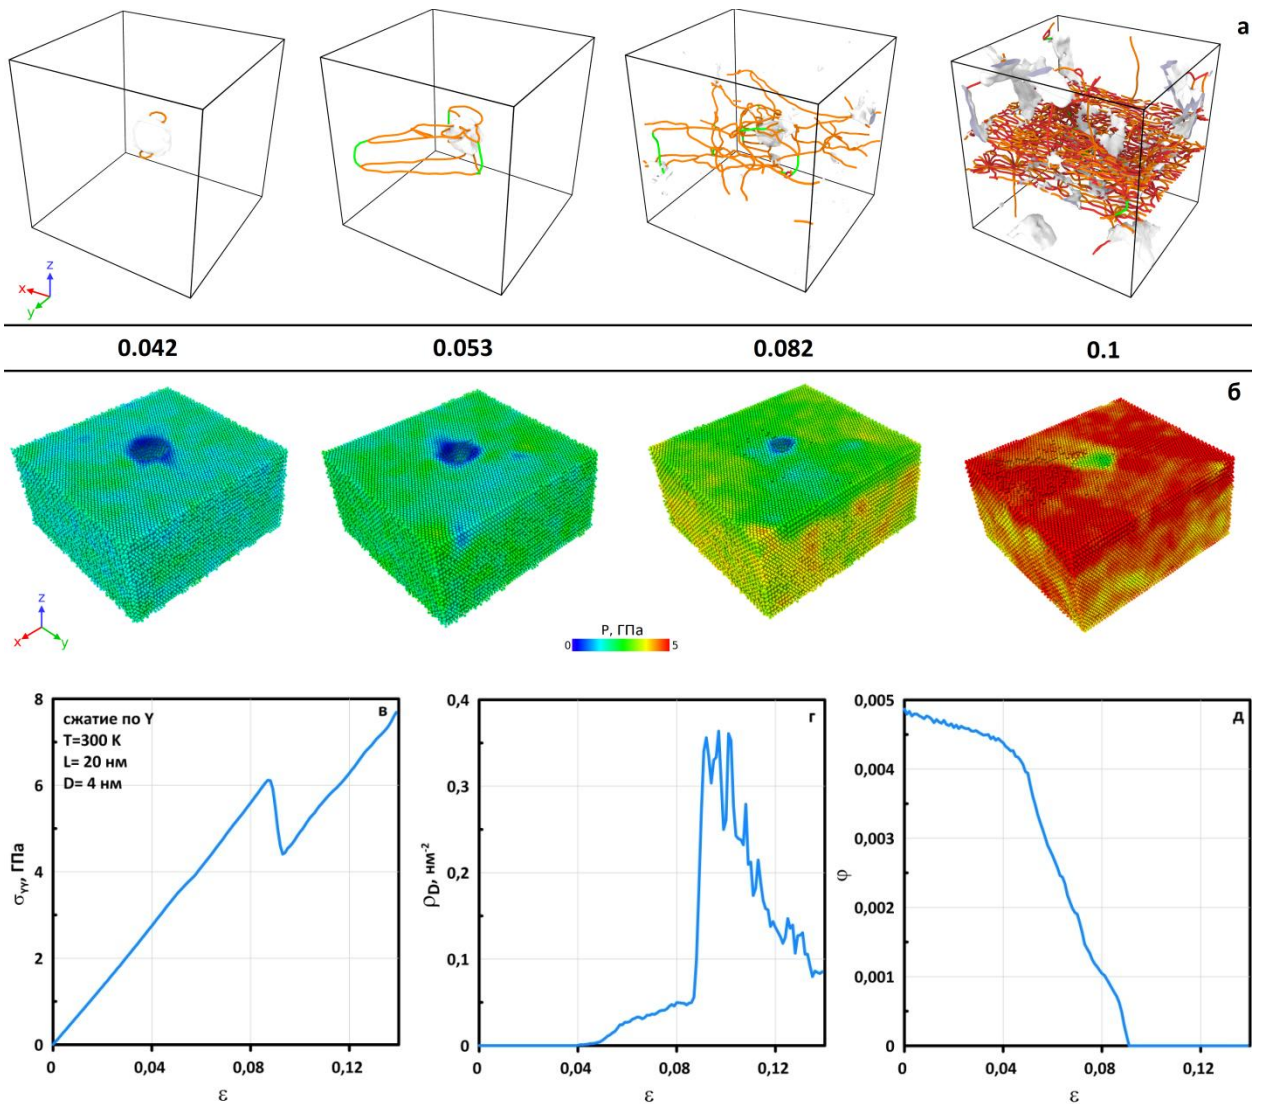 а
z
x
y
0.042 0.053 0.082 0.1
б
z
x
y
P, ГПа
0 5
в
сжатие по Y
T=300 K
L= 20 нм
D= 4 нм
σYY, ГПа
8
6
4
2
0
0 0,04 0,08 0,12
ε
г
ρD, нм-2
0,4
0,3
0,2
0,1
0
0 0,04 0,08 0,12
ε
д
φ
0,005
0,004
0,003
0,002
0,001
0
0 0,04 0,08 0,12
ε